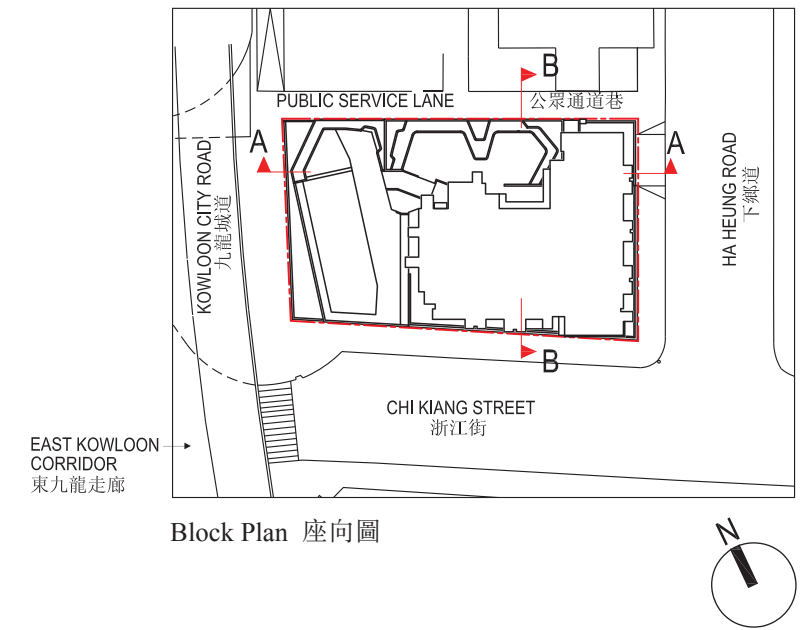 B
PUBLIC SERVICE LANE
公眾通道巷
A
A
KOWLOON CITY ROAD
九龍城道
HA HEUNG ROAD
下鄉道
B
CHI KIANG STREET
浙江街
EAST KOWLOON
CORRIDOR
東九龍走廊
Block Plan 座向圖
N